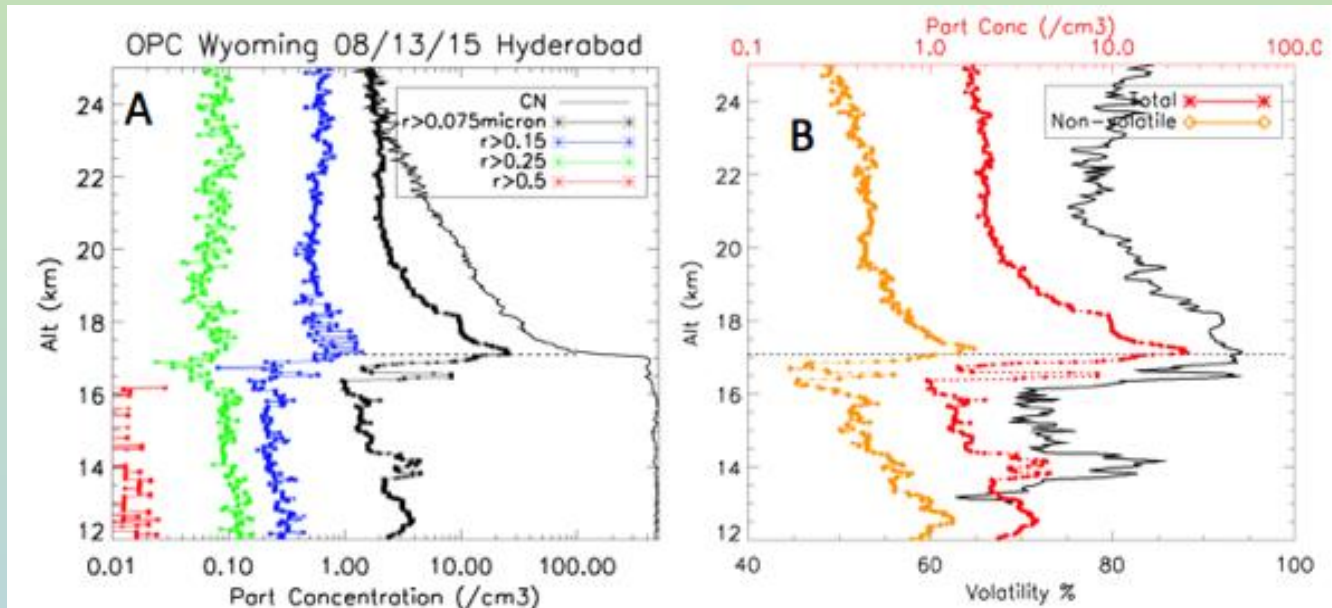 OPC Wyoming 08/13/15 Hyderabad
A
CN
r>0.075micron
r>0.15
r>0.25
r>0.5
Alt (km)
24
22
20
18
16
14
12
0.01 0.10 1.00 10.00 100.00
Part Concentration (/cm3)
Part Conc (/cm3)
0.1 1.0 10.0 100.0
B
Total
Non-volatile
Alt (km)
24
22
20
18
16
14
12
40 60 80 100
Volatility %